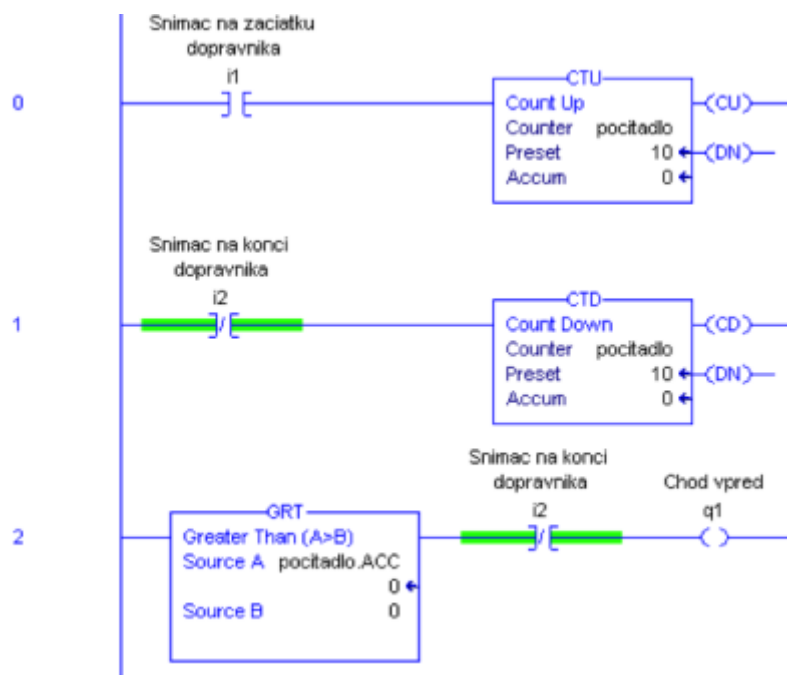 Snimac na zaciatku
dopravnika
i1
0
CTU
Count Up
Counter pocitadlo
Preset 10
Accum 0
CU
DN
Snimac na konci
dopravnika
i2
1
CTD
Count Down
Counter pocitadlo
Preset 10
Accum 0
CD
DN
Snimac na konci
dopravnika
i2
Chod vpred
q1
2
GRT
Greater Than (A>B)
Source A pocitadlo.ACC
0
Source B 0